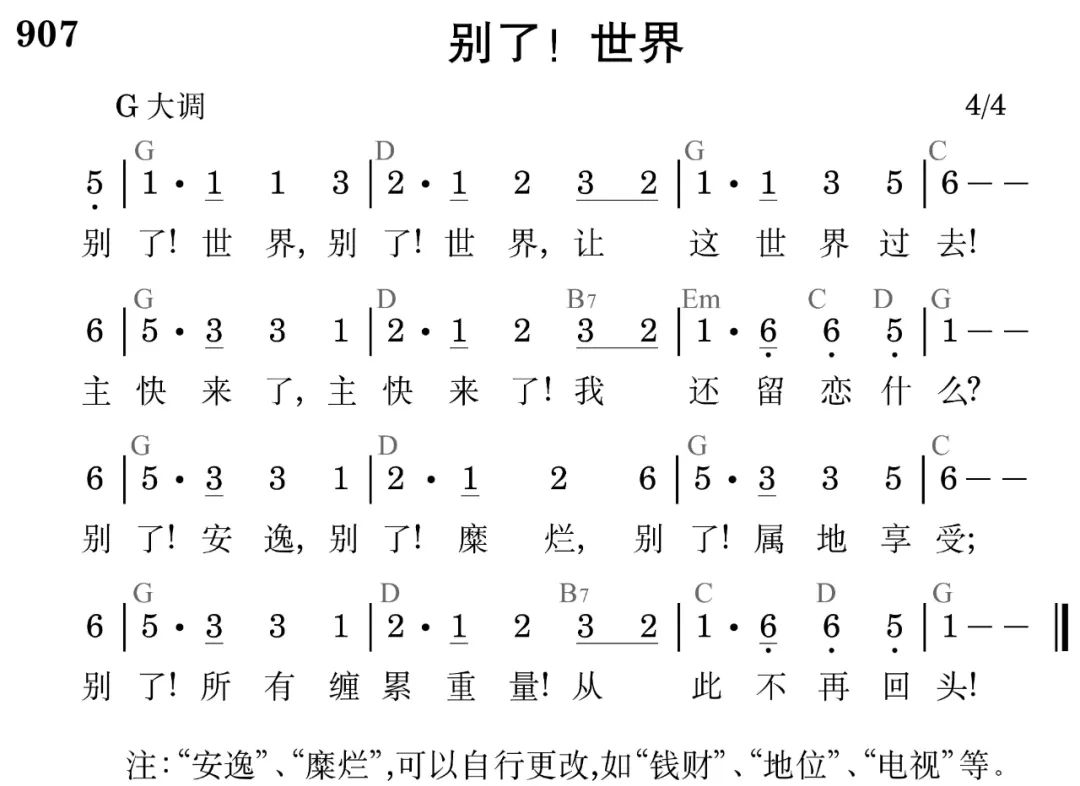 907
别了！世界
G 大调 4/4
G D G C
5 | 1 · 1 1 3 | 2 · 1 2 3 2 | 1 · 1 3 5 | 6 — —
别 了! 世 界, 别 了! 世 界, 让 这 世 界 过 去!
G D B7 Em C D G
6 | 5 · 3 3 1 | 2 · 1 2 3 2 | 1 · 6 6 5 | 1 — —
主 快 来 了, 主 快 来 了! 我 还 留 恋 什 么?
G D G C
6 | 5 · 3 3 1 | 2 · 1 2 6 | 5 · 3 3 5 | 6 — —
别 了! 安 逸, 别 了! 糜 烂, 别 了! 属 地 享 受;
G D B7 C D G
6 | 5 · 3 3 1 | 2 · 1 2 3 2 | 1 · 6 6 5 | 1 — — ‖
别 了! 所 有 缠 累 重 量! 从 此 不 再 回 头!
注：“安逸”、“糜烂”,可以自行更改,如“钱财”、“地位”、“电视”等。